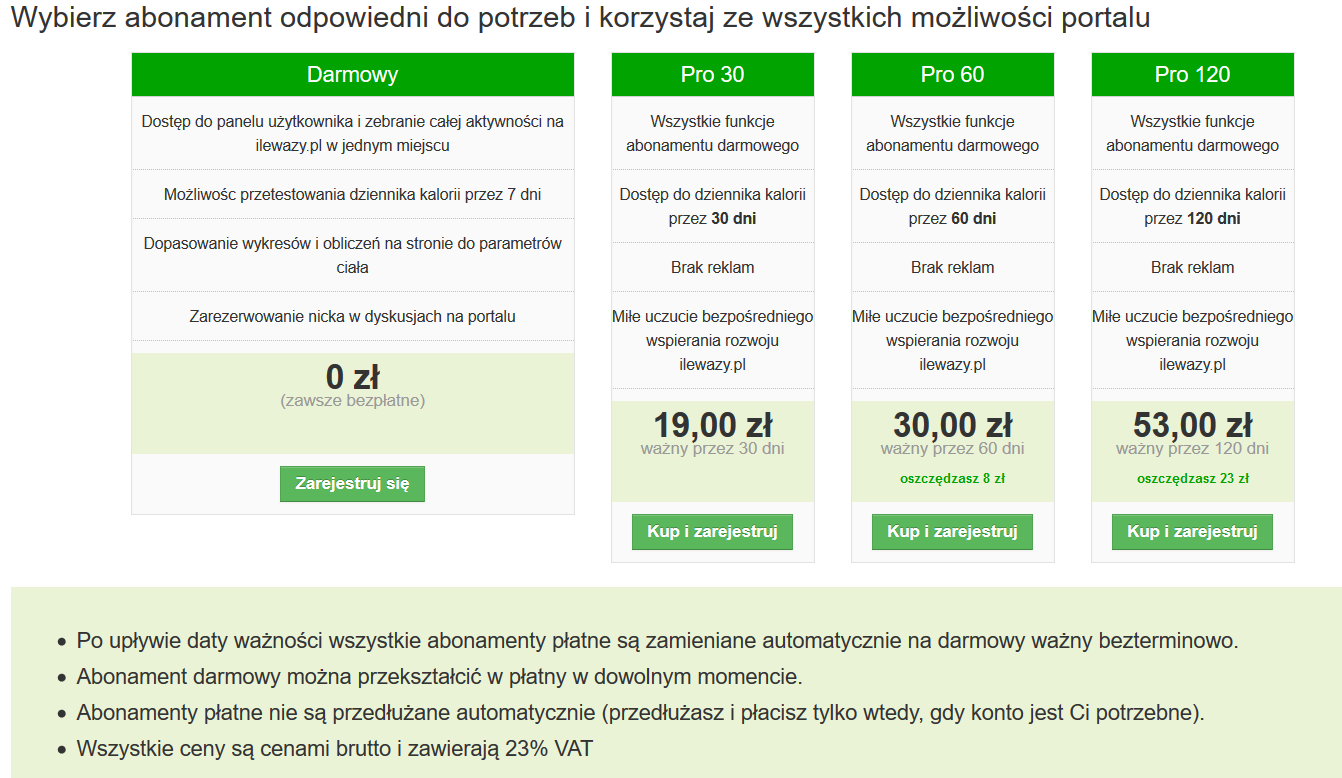 Wybierz abonament odpowiedni do potrzeb i korzystaj ze wszystkich możliwości portalu
Darmowy
Dostęp do panelu użytkownika i zebranie całej aktywności na
ilewazy.pl w jednym miejscu
Możliwośc przetestowania dziennika kalorii przez 7 dni
Dopasowanie wykresów i obliczeń na stronie do parametrów
ciała
Zarezerwowanie nicka w dyskusjach na portalu
0 zł
(zawsze bezpłatne)
Zarejestruj się
Pro 30
Wszystkie funkcje
abonamentu darmowego
Dostęp do dziennika kalorii
przez 30 dni
Brak reklam
Miłe uczucie bezpośredniego
wspierania rozwoju
ilewazy.pl
19,00 zł
ważny przez 30 dni
Kup i zarejestruj
Pro 60
Wszystkie funkcje
abonamentu darmowego
Dostęp do dziennika kalorii
przez 60 dni
Brak reklam
Miłe uczucie bezpośredniego
wspierania rozwoju
ilewazy.pl
30,00 zł
ważny przez 60 dni
oszczędzasz 8 zł
Kup i zarejestruj
Pro 120
Wszystkie funkcje
abonamentu darmowego
Dostęp do dziennika kalorii
przez 120 dni
Brak reklam
Miłe uczucie bezpośredniego
wspierania rozwoju
ilewazy.pl
53,00 zł
ważny przez 120 dni
oszczędzasz 23 zł
Kup i zarejestruj
• Po upływie daty ważności wszystkie abonamenty płatne są zamieniane automatycznie na darmowy ważny bezterminowo.
• Abonament darmowy można przekształcić w płatny w dowolnym momencie.
• Abonamenty płatne nie są przedłużane automatycznie (przedłużasz i płacisz tylko wtedy, gdy konto jest Ci potrzebne).
• Wszystkie ceny są cenami brutto i zawierają 23% VAT